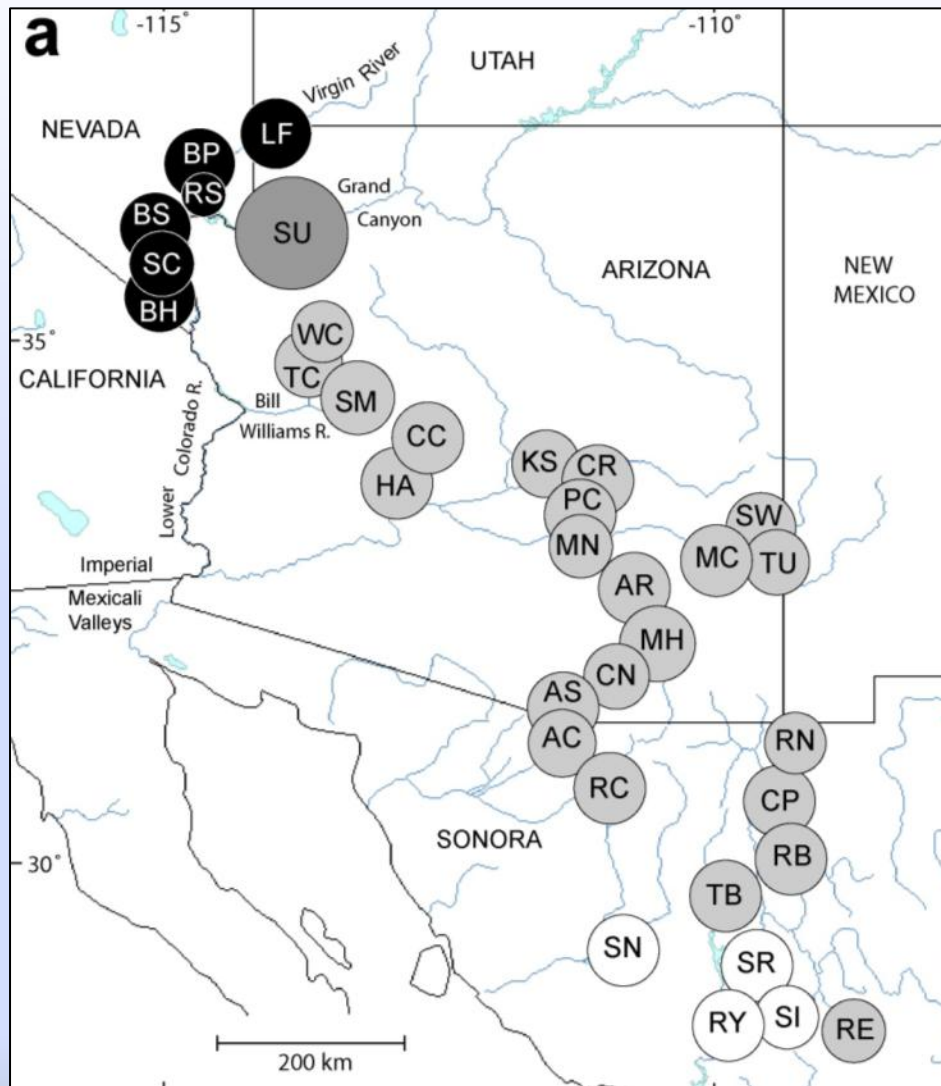 a
-115°
-110°
UTAH
Virgin River
NEVADA
LF
BP
RS
Grand
Canyon
BS
SU
SC
ARIZONA
NEW
MEXICO
BH
WC
35°
CALIFORNIA
TC
SM
Bill
Williams R.
Lower Colorado R.
CC
KS
CR
HA
PC
SW
MN
MC
TU
Imperial
Mexicali
Valleys
AR
MH
CN
AS
AC
RN
RC
CP
SONORA
RB
30°
TB
SN
SR
RY
SI
RE
200 km